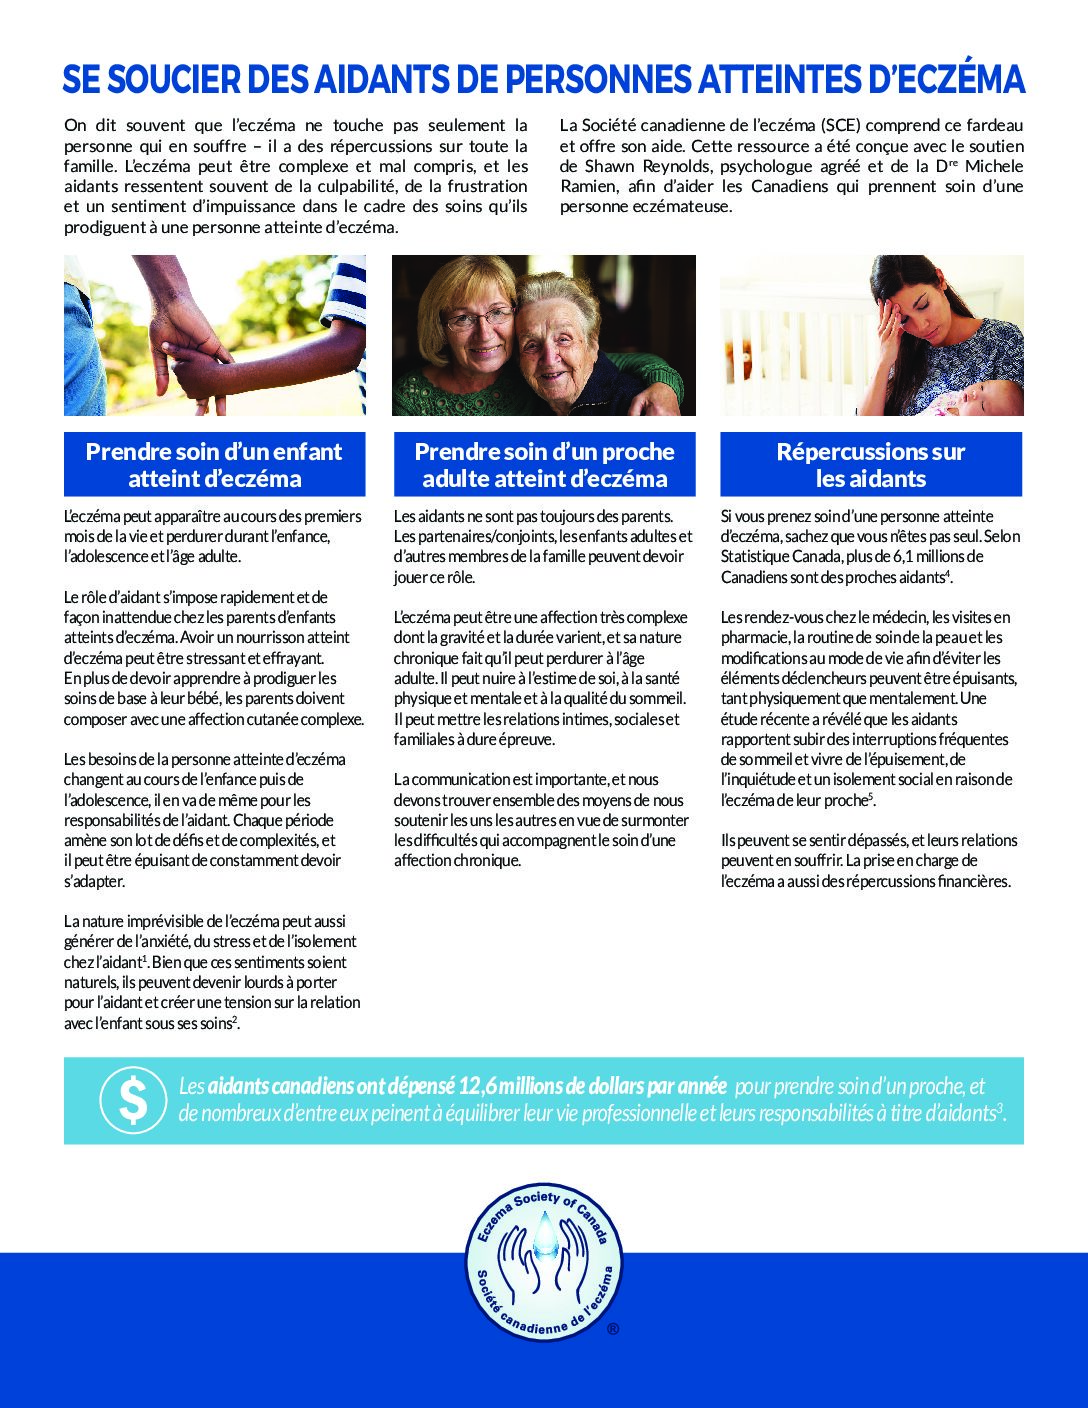 SE SOUCIER DES AIDANTS DE PERSONNES ATTEINTES D’ECZÉMA
On dit souvent que l’eczéma ne touche pas seulement la
personne qui en souffre – il a des répercussions sur toute la
famille. L’eczéma peut être complexe et mal compris, et les
aidants ressentent souvent de la culpabilité, de la frustration
et un sentiment d’impuissance dans le cadre des soins qu’ils
prodiguent à une personne atteinte d’eczéma.
La Société canadienne de l’eczéma (SCE) comprend ce fardeau
et offre son aide. Cette ressource a été conçue avec le soutien
de Shawn Reynolds, psychologue agréé et de la Dʳᵉ Michele
Ramien, afin d’aider les Canadiens qui prennent soin d’une
personne eczémateuse.
Prendre soin d’un enfant
atteint d’eczéma
L’eczéma peut apparaître au cours des premiers
mois de la vie et perdurer durant l’enfance,
l’adolescence et l’âge adulte.
Le rôle d’aidant s’impose rapidement et de
façon inattendue chez les parents d’enfants
atteints d’eczéma. Avoir un nourrisson atteint
d’eczéma peut être stressant et effrayant.
En plus de devoir apprendre à prodiguer les
soins de base à leur bébé, les parents doivent
composer avec une affection cutanée complexe.
Les besoins de la personne atteinte d’eczéma
changent au cours de l’enfance puis de
l’adolescence, il en va de même pour les
responsabilités de l’aidant. Chaque période
amène son lot de défis et de complexités, et
il peut être épuisant de constamment devoir
s’adapter.
La nature imprévisible de l’eczéma peut aussi
générer de l’anxiété, du stress et de l’isolement
chez l’aidant¹. Bien que ces sentiments soient
naturels, ils peuvent devenir lourds à porter
pour l’aidant et créer une tension sur la relation
avec l’enfant sous ses soins².
Prendre soin d’un proche
adulte atteint d’eczéma
Les aidants ne sont pas toujours des parents.
Les partenaires/conjoints, les enfants adultes et
d’autres membres de la famille peuvent devoir
jouer ce rôle.
L’eczéma peut être une affection très complexe
dont la gravité et la durée varient, et sa nature
chronique fait qu’il peut perdurer à l’âge
adulte. Il peut nuire à l’estime de soi, à la santé
physique et mentale et à la qualité du sommeil.
Il peut mettre les relations intimes, sociales et
familiales à dure épreuve.
La communication est importante, et nous
devons trouver ensemble des moyens de nous
soutenir les uns les autres en vue de surmonter
les difficultés qui accompagnent le soin d’une
affection chronique.
Répercussions sur
les aidants
Si vous prenez soin d’une personne atteinte
d’eczéma, sachez que vous n’êtes pas seul. Selon
Statistique Canada, plus de 6,1 millions de
Canadiens sont des proches aidants⁴.
Les rendez-vous chez le médecin, les visites en
pharmacie, la routine de soin de la peau et les
modifications au mode de vie afin d’éviter les
éléments déclencheurs peuvent être épuisants,
tant physiquement que mentalement. Une
étude récente a révélé que les aidants
rapportent subir des interruptions fréquentes
de sommeil et vivre de l’épuisement, de
l’inquiétude et un isolement social en raison de
l’eczéma de leur proche⁵.
Ils peuvent se sentir dépassés, et leurs relations
peuvent en souffrir. La prise en charge de
l’eczéma a aussi des répercussions financières.
$
Les aidants canadiens ont dépensé 12,6 millions de dollars par année pour prendre soin d’un proche, et
de nombreux d’entre eux peinent à équilibrer leur vie professionnelle et leurs responsabilités à titre d’aidants³.
Eczema Society of Canada
Société canadienne de l’eczéma
®